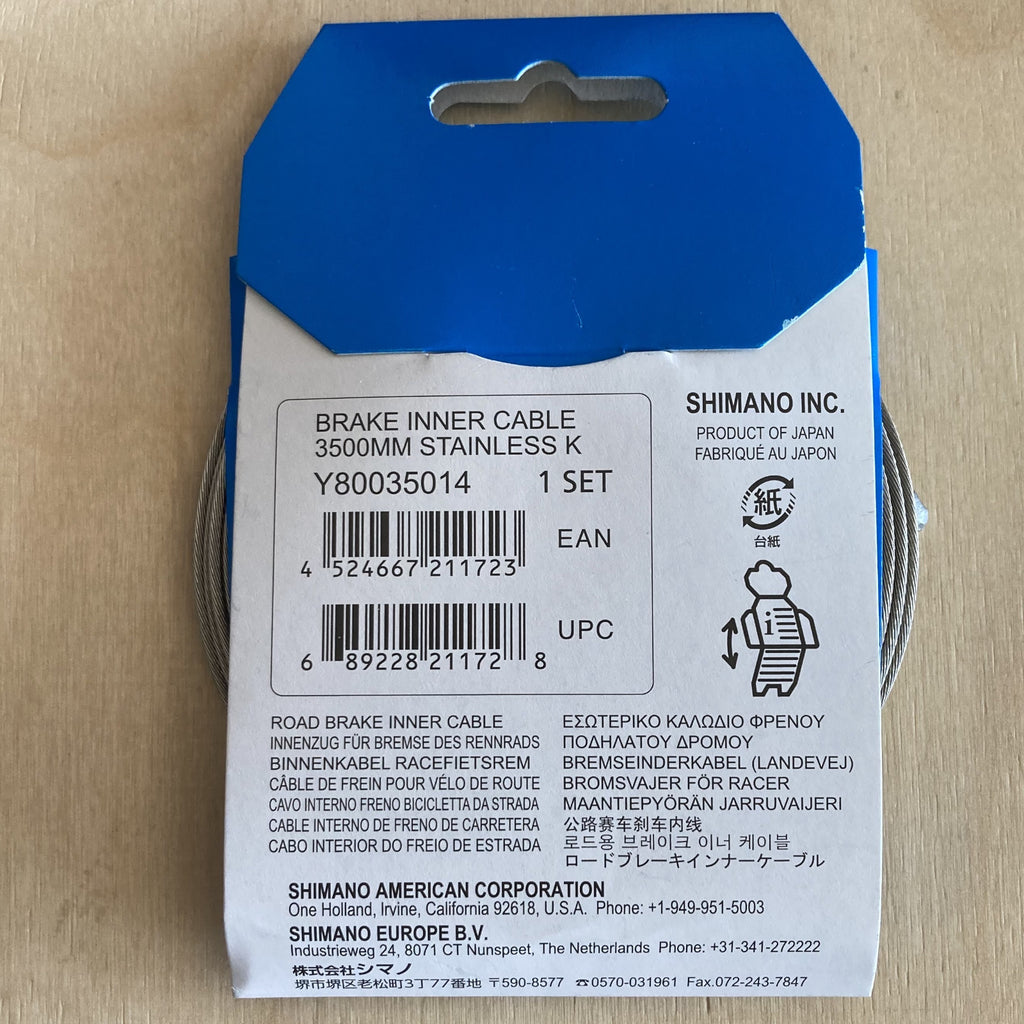 BRAKE INNER CABLE
3500MM STAINLESS K
Y80035014 1 SET
4 524667 211723
EAN
6 89228 21172 8
UPC
SHIMANO INC.
PRODUCT OF JAPAN
FABRIQUÉ AU JAPON
紙
台紙
i
ROAD BRAKE INNER CABLE
INNENZUG FÜR BREMSE DES RENNRADS
BINNENKABEL RACEFIETSREM
CÂBLE DE FREIN POUR VÉLO DE ROUTE
CAVO INTERNO FRENO BICICLETTA DA STRADA
CABLE INTERNO DE FRENO DE CARRETERA
CABO INTERIOR DO FREIO DE ESTRADA
ΕΣΩΤΕΡΙΚΟ ΚΑΛΩΔΙΟ ΦΡΕΝΟΥ
ΠΟΔΗΛΑΤΟΥ ΔΡΟΜΟΥ
BREMSEINDERKABEL (LANDEVEJ)
BROMSVAJER FÖR RACER
MAANTIEPYÖRÄN JARRUVAIJERI
公路赛车刹车内线
로드용 브레이크 이너 케이블
ロードブレーキインナーケーブル
SHIMANO AMERICAN CORPORATION
One Holland, Irvine, California 92618, U.S.A. Phone: +1-949-951-5003
SHIMANO EUROPE B.V.
Industrieweg 24, 8071 CT Nunspeet, The Netherlands Phone: +31-341-272222
株式会社シマノ
堺市堺区老松町3丁77番地 〒590-8577 ☎0570-031961 Fax.072-243-7847